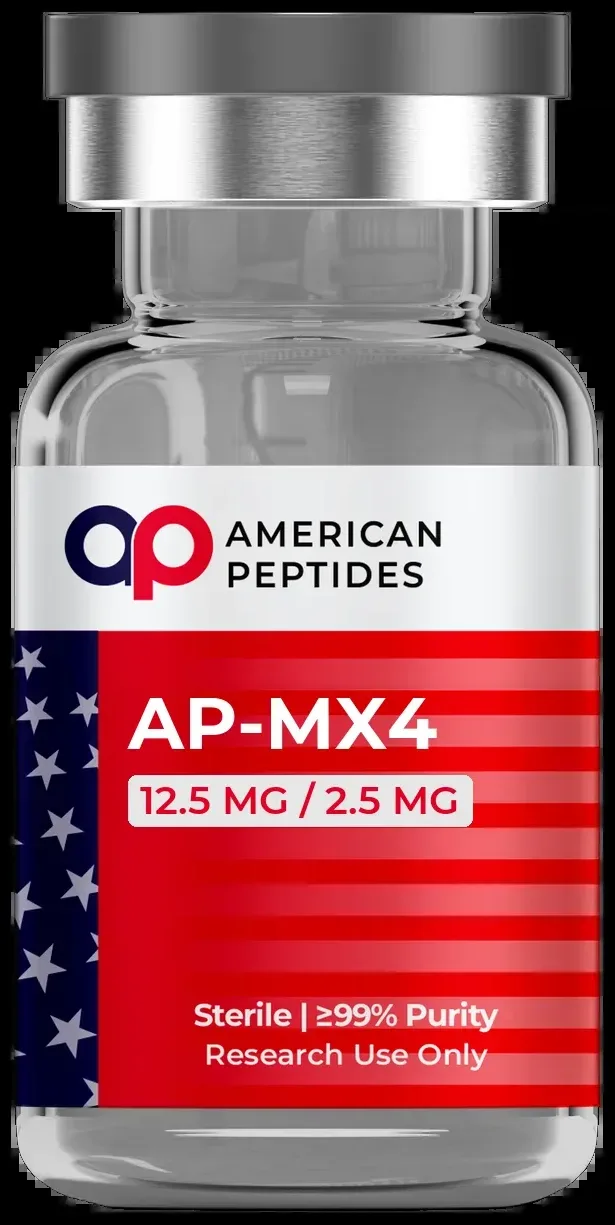 ap AMERICAN
PEPTIDES
AP-MX4
12.5 MG / 2.5 MG
Sterile | ≥99% Purity
Research Use Only